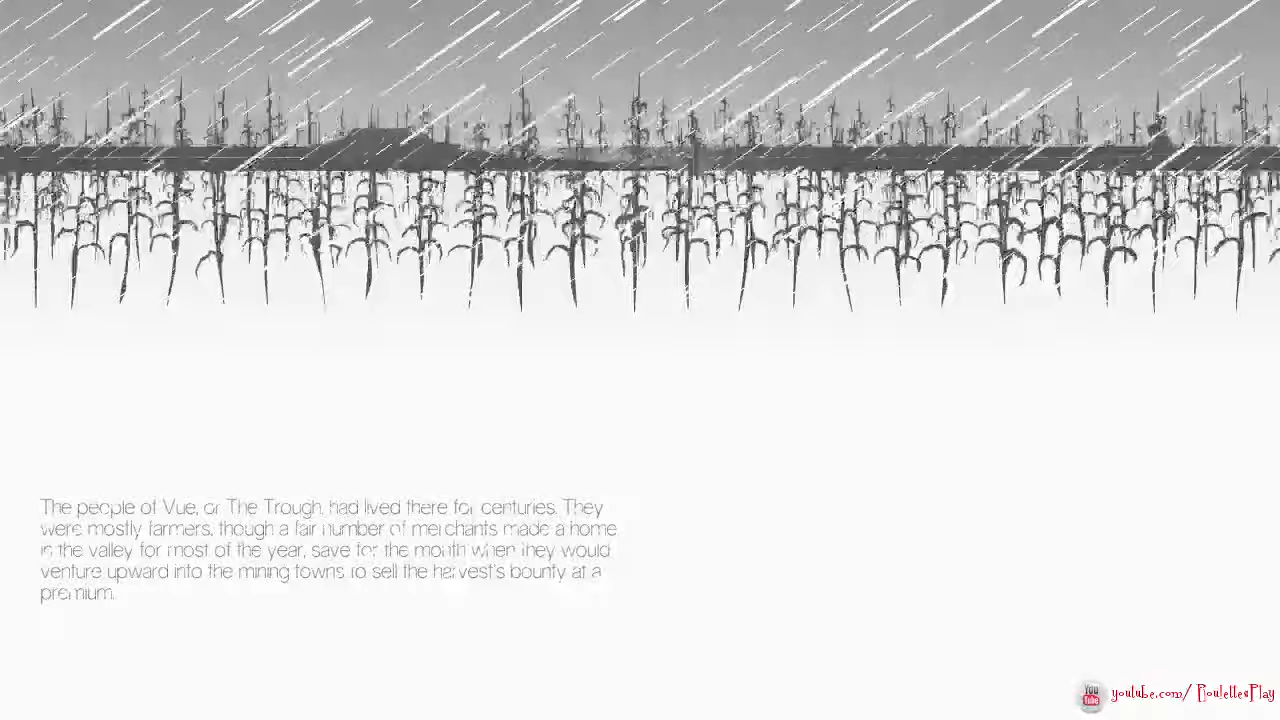 The people of Vue, or The Trough, had lived there for centuries. They
were mostly farmers, though a fair number of merchants made a home
in the valley for most of the year, save for the month when they would
venture upward into the mining towns to sell the harvest's bounty at a
premium.
You
Tube
youtube.com/RoulettesPlay